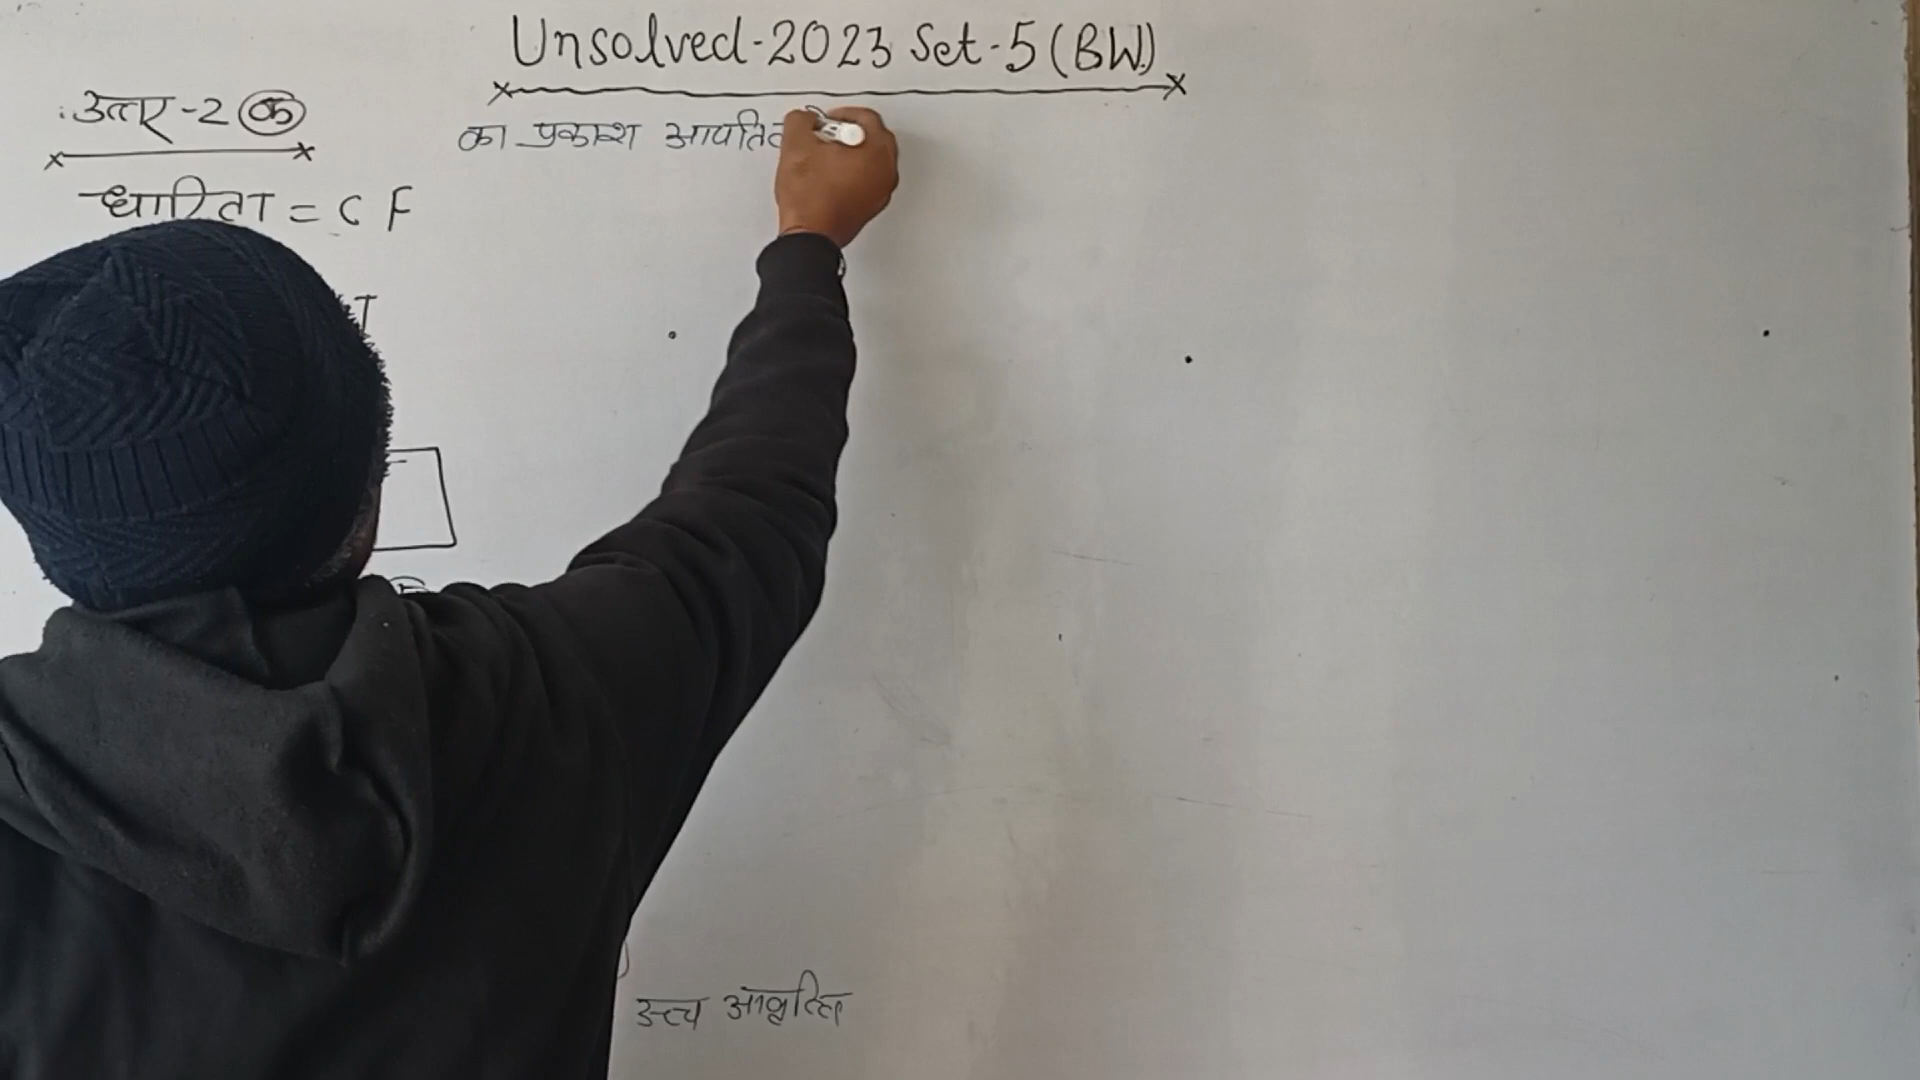 Unsolved-2023 Set-5 (BW.)
उत्तर-2 (क)
धारिता = C F
का प्रकाश आपतित
उच्च आवृत्ति